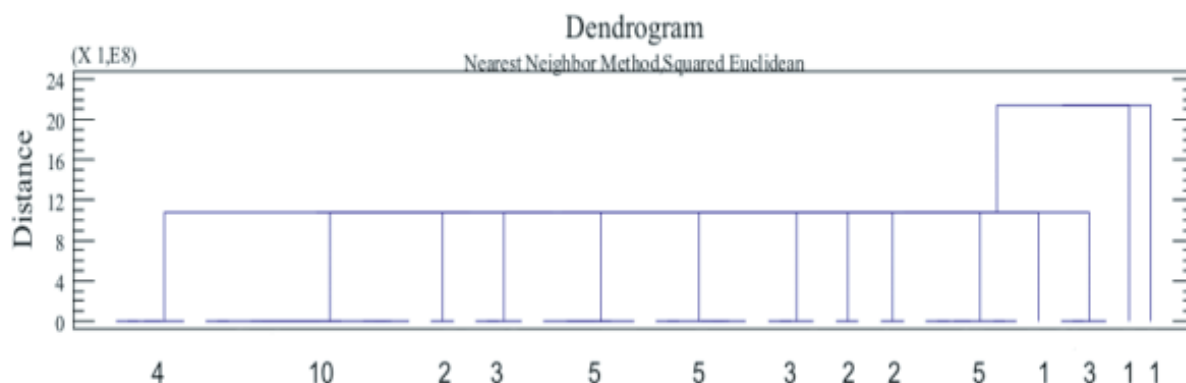 Dendrogram
(X 1,E8)
Nearest Neighbor Method,Squared Euclidean
24
20
16
12
8
4
0
Distance
4 10 2 3 5 5 3 2 2 5 1 3 1 1